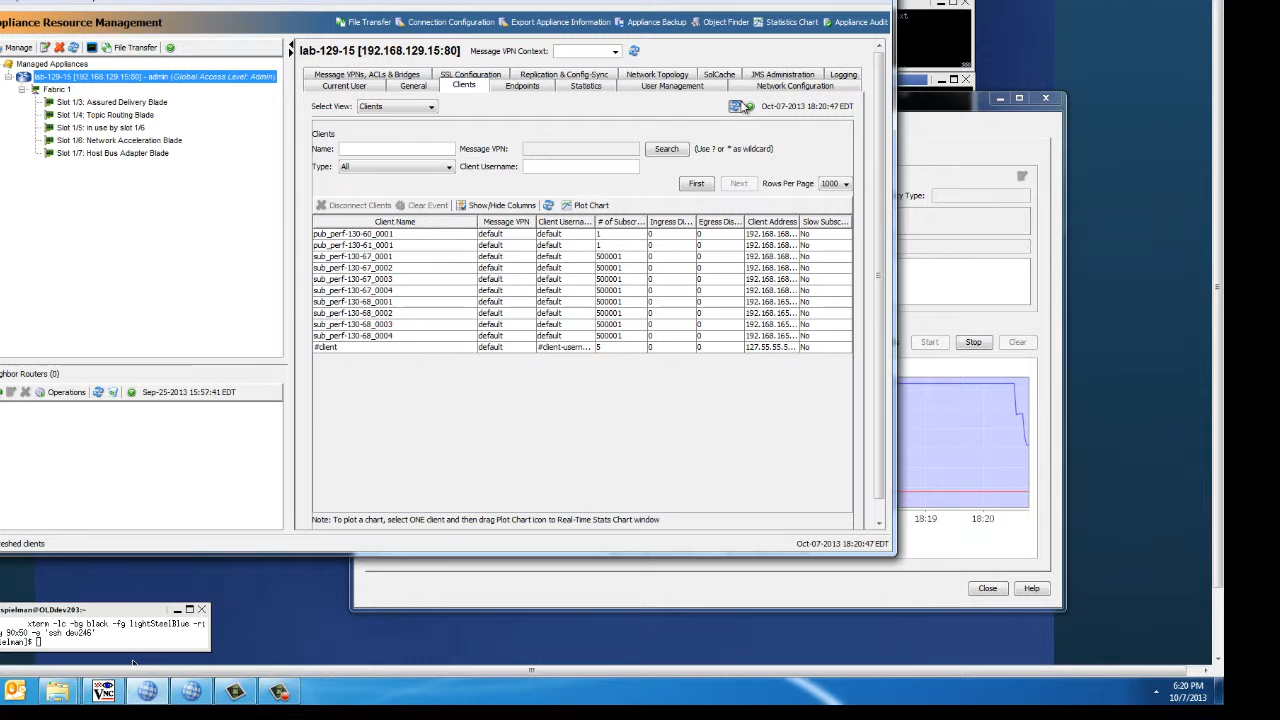 ppliance Resource Management
File Transfer
Connection Configuration
Export Appliance Information
Appliance Backup
Object Finder
Statistics Chart
Appliance Audit
Manage
File Transfer
Managed Appliances
lab-129-15 [192.168.129.15:80] - admin (Global Access Level: Admin)
Fabric 1
Slot 1/3: Assured Delivery Blade
Slot 1/4: Topic Routing Blade
Slot 1/5: in use by slot 1/6
Slot 1/6: Network Acceleration Blade
Slot 1/7: Host Bus Adapter Blade
ghbor Routers (0)
Operations
Sep-25-2013 15:57:41 EDT
lab-129-15 [192.168.129.15:80]
Message VPN Context:
Message VPNs, ACLs & Bridges
SSL Configuration
Replication & Config-Sync
Network Topology
SolCache
JMS Administration
Logging
Current User
General
Clients
Endpoints
Statistics
User Management
Network Configuration
Select View: Clients
Oct-07-2013 18:20:47 EDT
Clients
Name:
Message VPN:
Search
(Use ? or * as wildcard)
Type: All
Client Username:
First
Next
Rows Per Page 1000
Disconnect Clients
Clear Event
Show/Hide Columns
Plot Chart
Client Name Message VPN Client Userna... # of Subscr... Ingress Di... Egress Dis... Client Address Slow Subsc...
pub_perf-130-60_0001 default default 1 0 0 192.168.168... No
pub_perf-130-61_0001 default default 1 0 0 192.168.168... No
sub_perf-130-67_0001 default default 500001 0 0 192.168.168... No
sub_perf-130-67_0002 default default 500001 0 0 192.168.168... No
sub_perf-130-67_0003 default default 500001 0 0 192.168.168... No
sub_perf-130-67_0004 default default 500001 0 0 192.168.168... No
sub_perf-130-68_0001 default default 500001 0 0 192.168.165... No
sub_perf-130-68_0002 default default 500001 0 0 192.168.165... No
sub_perf-130-68_0003 default default 500001 0 0 192.168.165... No
sub_perf-130-68_0004 default default 500001 0 0 192.168.165... No
#client default #client-usern... 5 0 0 127.55.55.5... No
Note: To plot a chart, select ONE client and then drag Plot Chart icon to Real-Time Stats Chart window
eshed clients
Oct-07-2013 18:20:47 EDT
.xt
y Type:
Start
Stop
Clear
18:19
18:20
Close
Help
spielman@OLDdev203:~
xterm -lc -bg black -fg lightSteelBlue -ri
y 90x50 -e 'ssh dev246'
ielman]$
6:20 PM
10/7/2013